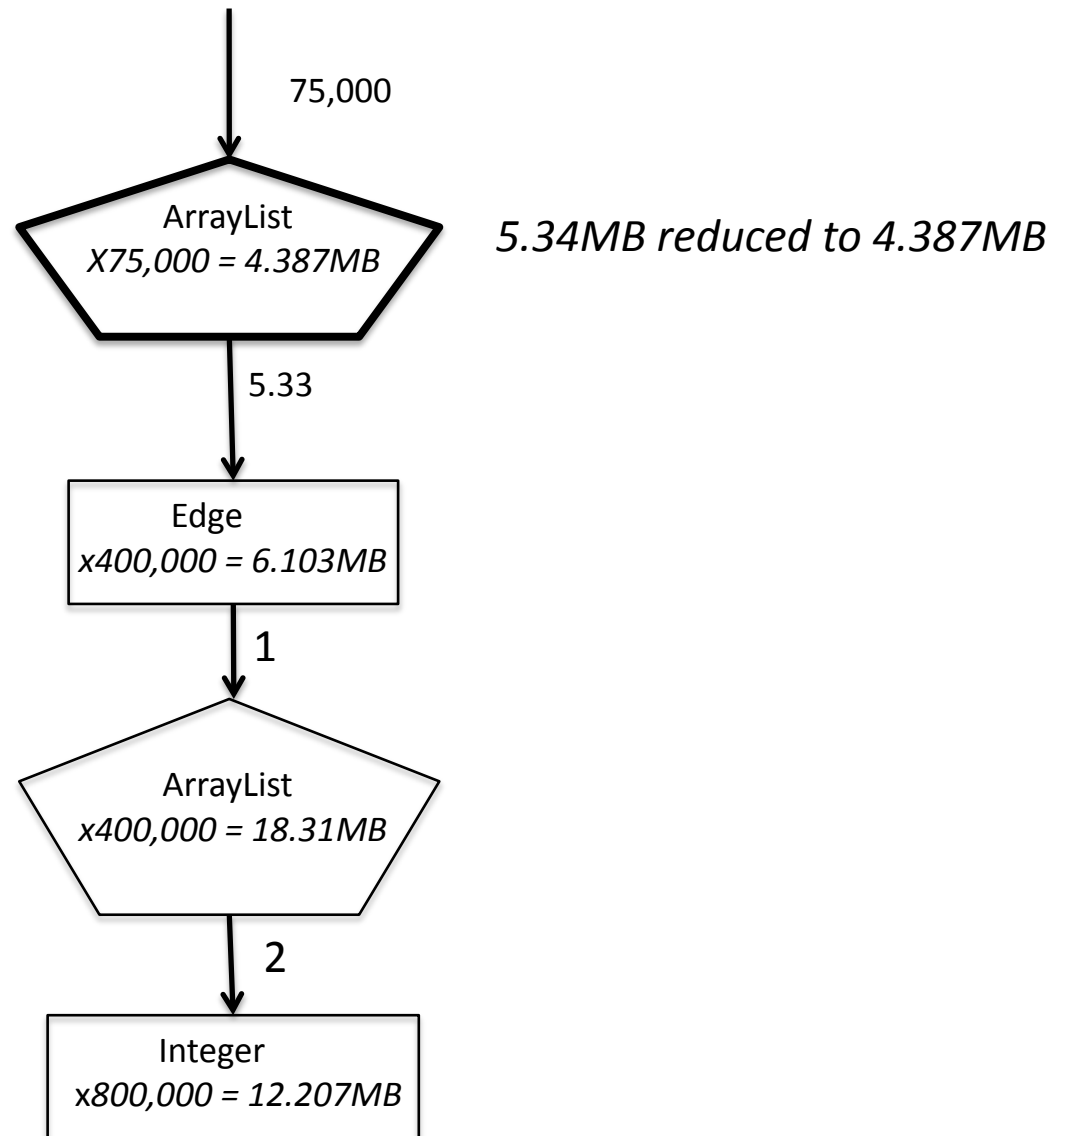 75,000
ArrayList
X75,000 = 4.387MB
5.34MB reduced to 4.387MB
5.33
Edge
x400,000 = 6.103MB
1
ArrayList
x400,000 = 18.31MB
2
Integer
x800,000 = 12.207MB